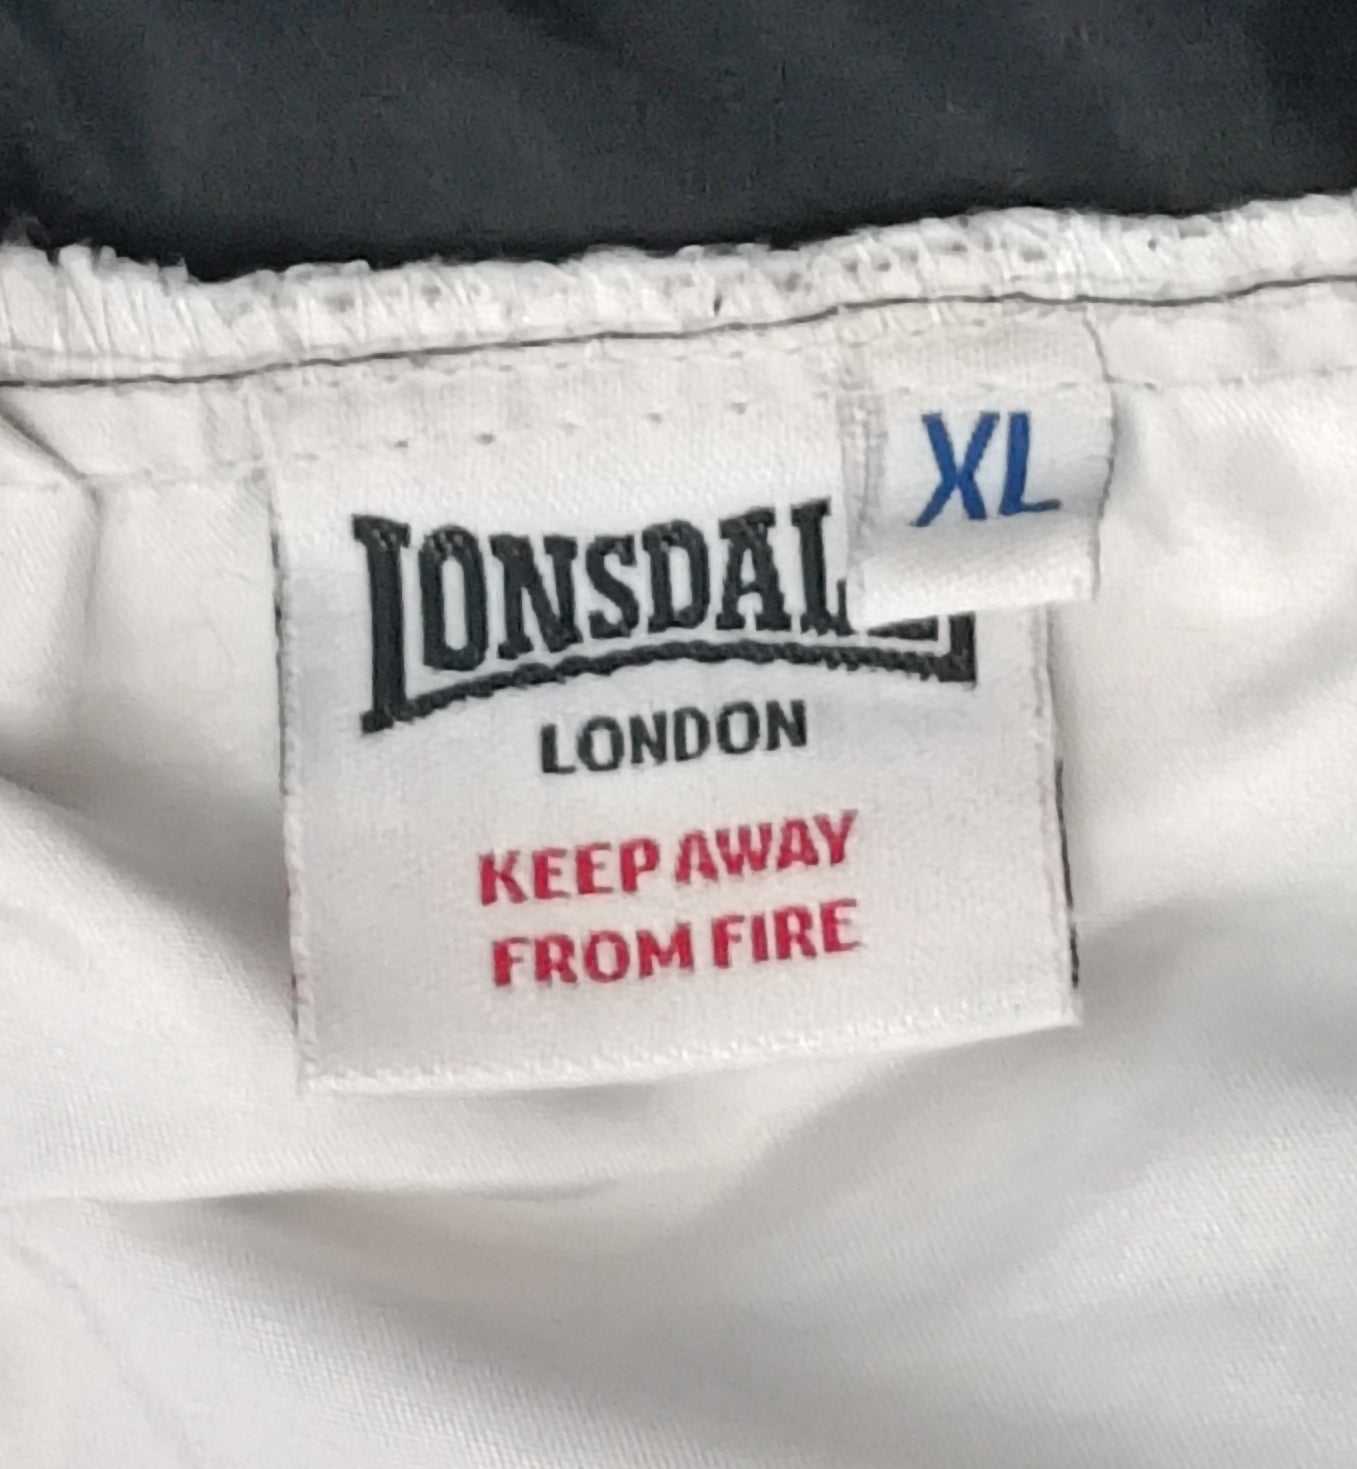 XL
LONSDALE
LONDON
KEEP AWAY
FROM FIRE